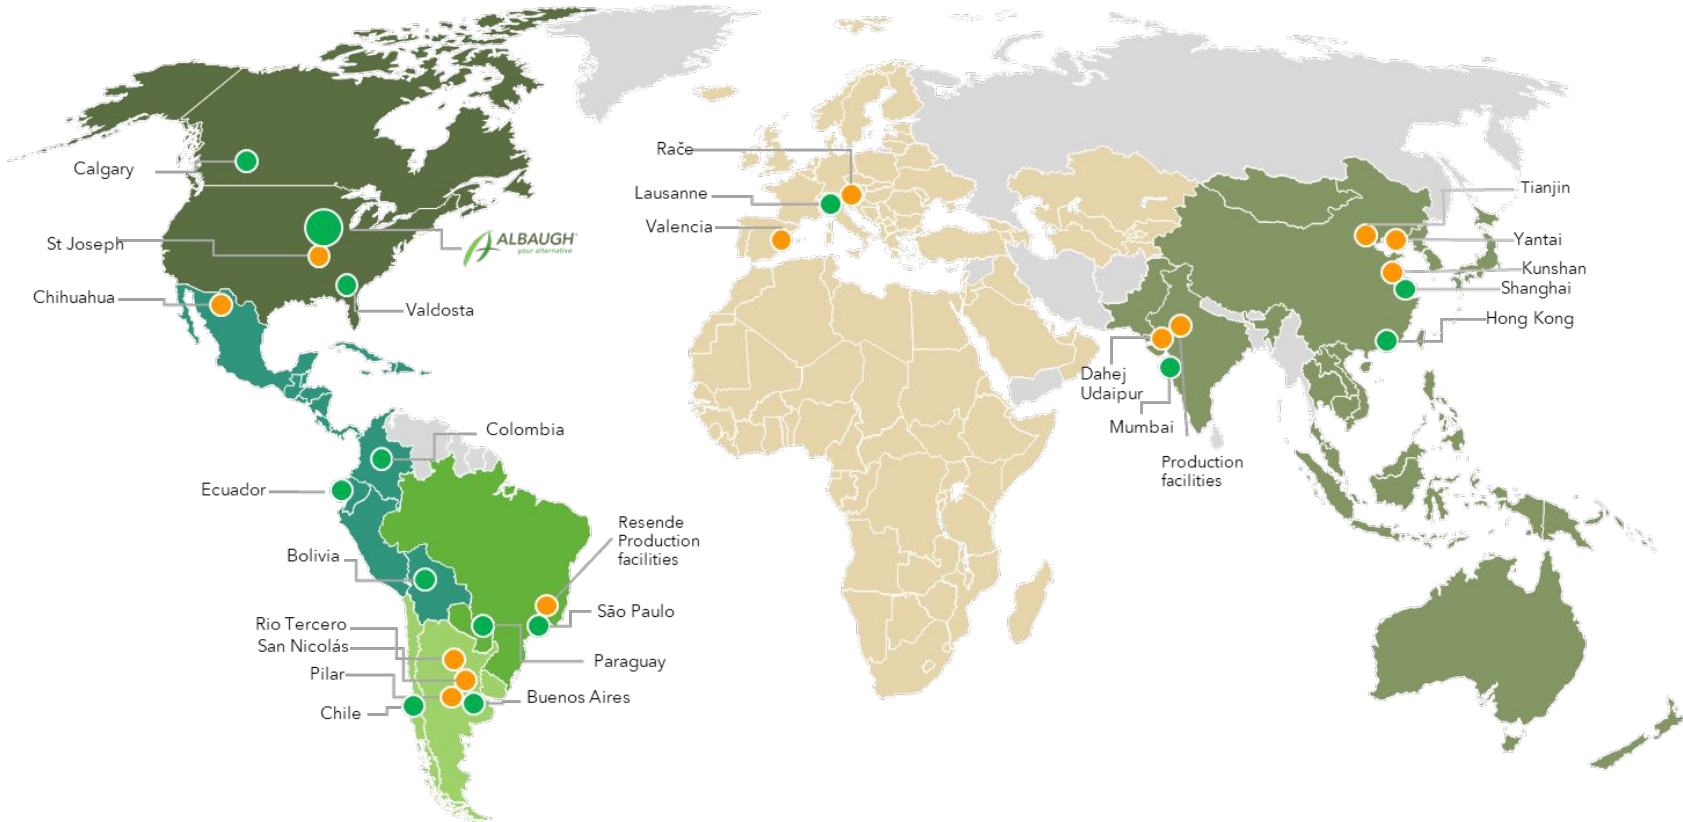 Calgary
St Joseph
Chihuahua
ALBAUGH®
your alternative
Valdosta
Colombia
Ecuador
Bolivia
Resende
Production
facilities
São Paulo
Rio Tercero
San Nicolás
Pilar
Chile
Paraguay
Buenos Aires
Rače
Lausanne
Valencia
Tianjin
Yantai
Kunshan
Shanghai
Hong Kong
Dahej
Udaipur
Mumbai
Production
facilities